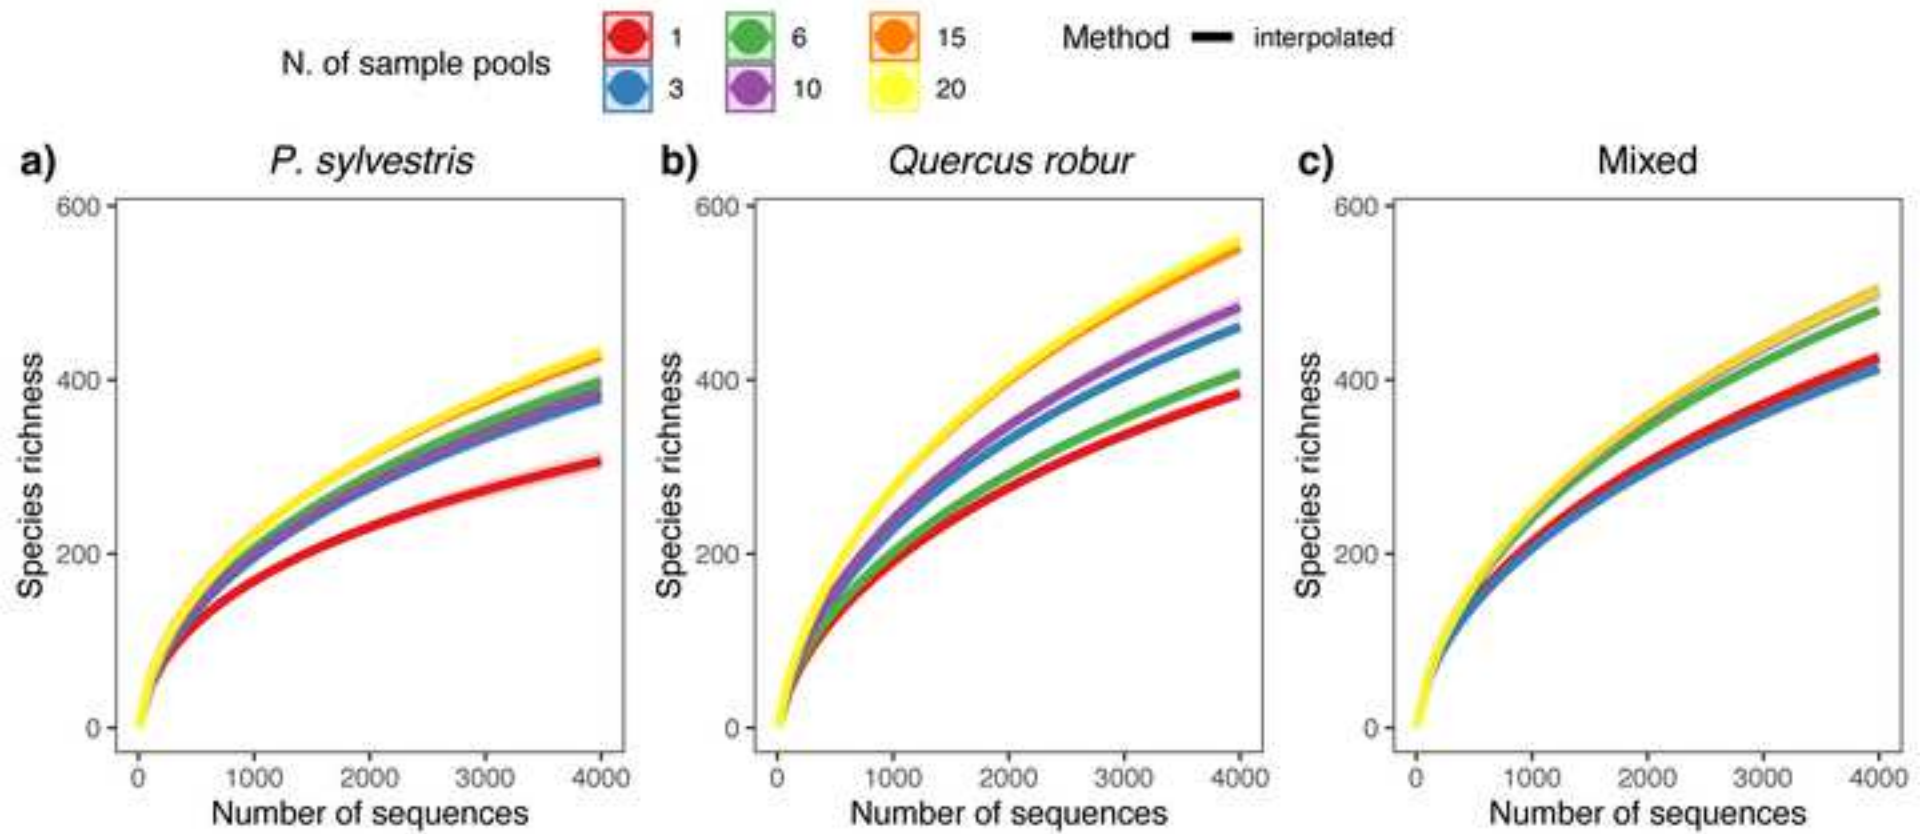 N. of sample pools
1
6
15
3
10
20
Method
interpolated
a)
P. sylvestris
b)
Quercus robur
c)
Mixed
Species richness
600
400
200
0
0 1000 2000 3000 4000
Number of sequences
Species richness
600
400
200
0
0 1000 2000 3000 4000
Number of sequences
Species richness
600
400
200
0
0 1000 2000 3000 4000
Number of sequences